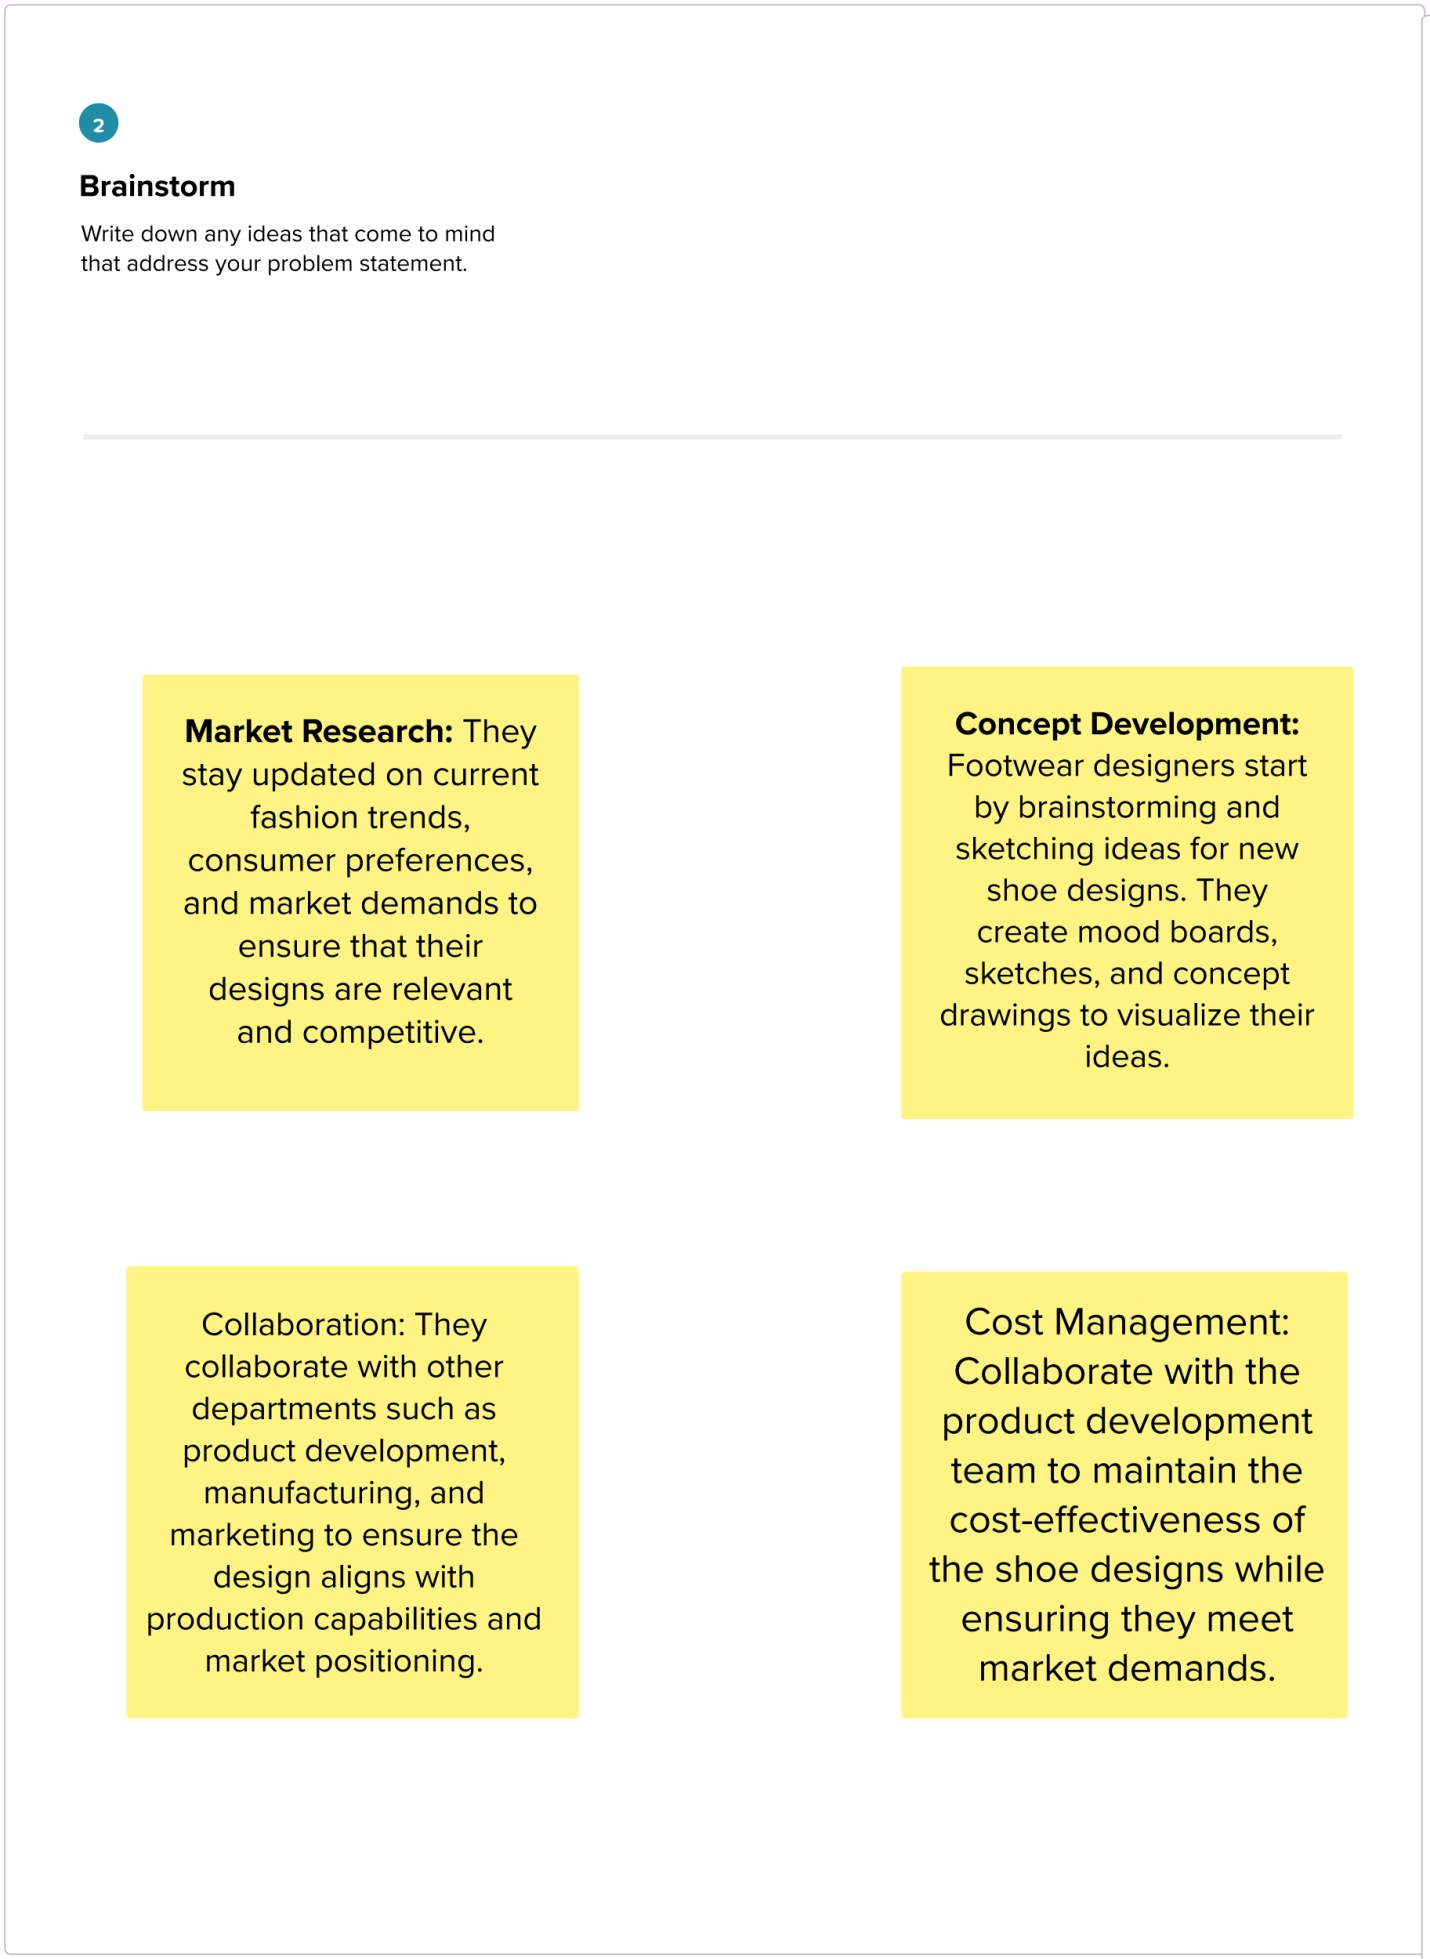 2
Brainstorm
Write down any ideas that come to mind
that address your problem statement.
Market Research: They
stay updated on current
fashion trends,
consumer preferences,
and market demands to
ensure that their
designs are relevant
and competitive.
Concept Development:
Footwear designers start
by brainstorming and
sketching ideas for new
shoe designs. They
create mood boards,
sketches, and concept
drawings to visualize their
ideas.
Collaboration: They
collaborate with other
departments such as
product development,
manufacturing, and
marketing to ensure the
design aligns with
production capabilities and
market positioning.
Cost Management:
Collaborate with the
product development
team to maintain the
cost-effectiveness of
the shoe designs while
ensuring they meet
market demands.